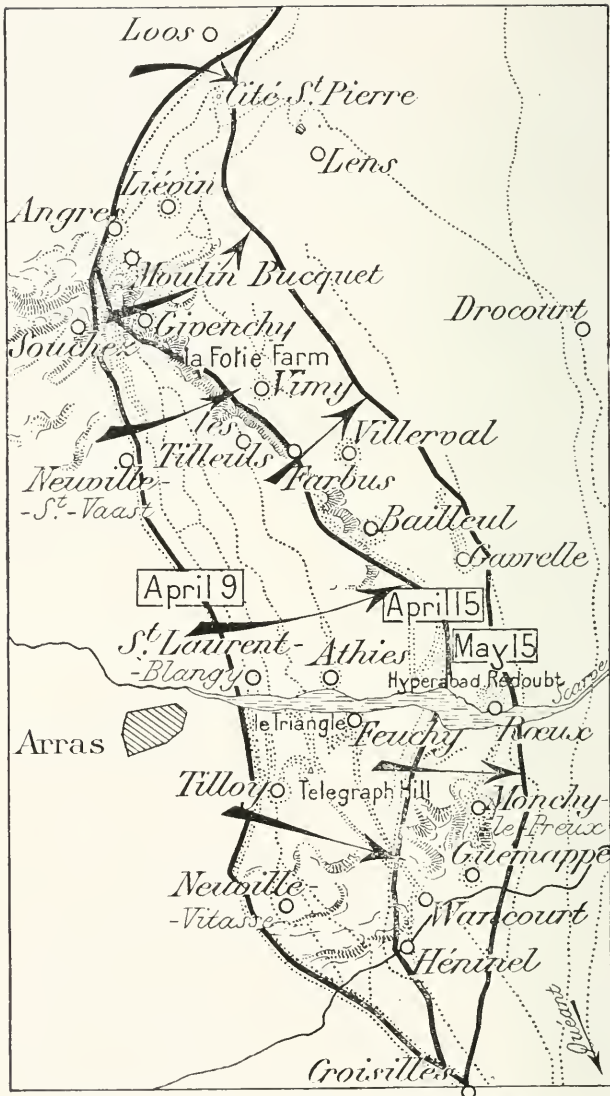 Loos
Cité St. Pierre
Lens
Liévin
Angres
Moulin Bucquet
Drocourt
Givenchy
Souchez
la Folie Farm
Vimy
les
Tilleuls
Villerval
Neuville-
-St.-Vaast
Farbus
Bailleul
Gavrelle
April 9
April 15
St. Laurent-
-Blangy
Athies
May 15
Hyperabad Redoubt
Scarpe
Arras
le Triangle
Feuchy
Rœux
Tilloy
Telegraph Hill
Monchy-
-le-Preux
Guemappe
Neuville-
-Vitasse
Wancourt
Héninel
Quéant
Croisilles